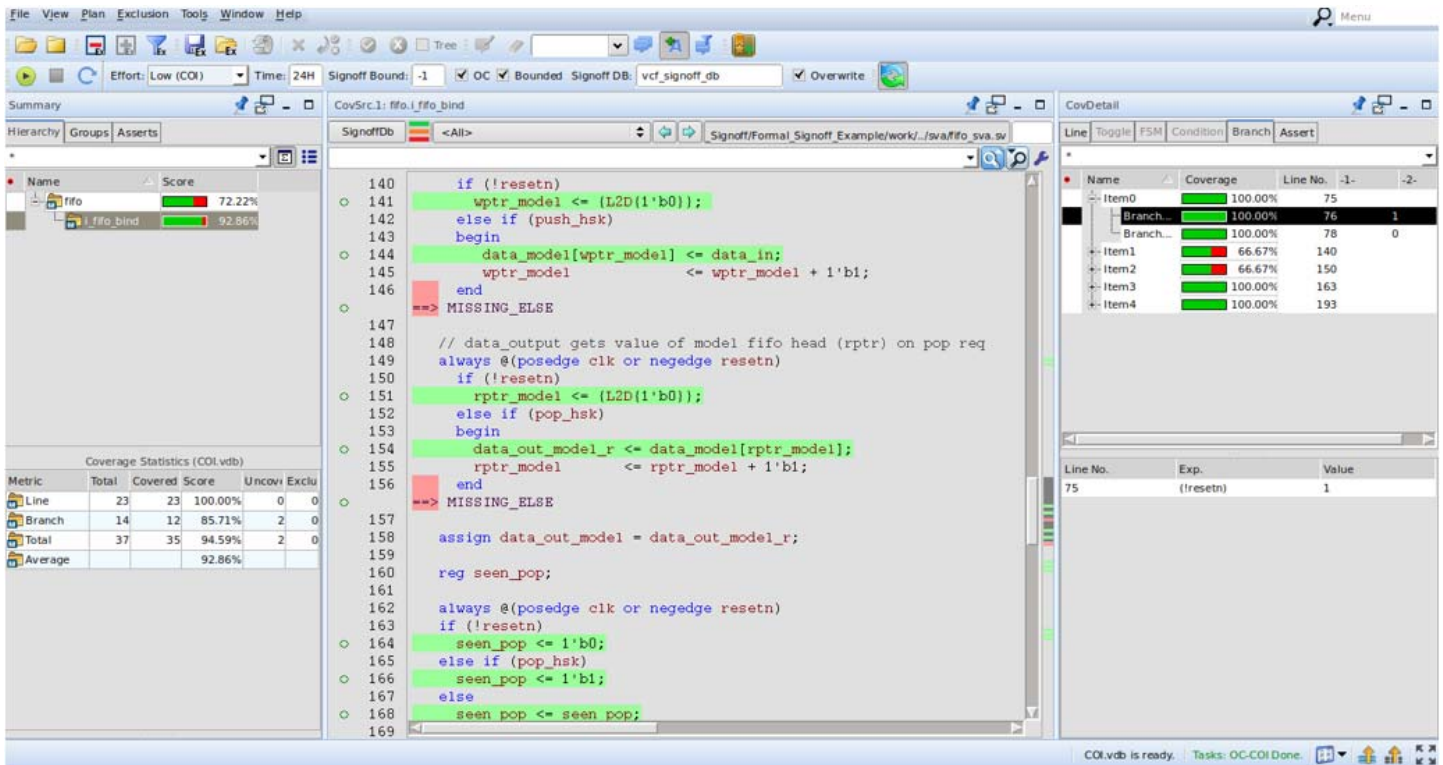 File View Plan Exclusion Tools Window Help
Menu
Tree
Effort: Low (COI) Time: 24H Signoff Bound: -1 OC Bounded Signoff DB: vcf_signoff_db Overwrite
Summary
Hierarchy Groups Asserts
*
Name Score
fifo 72.22%
i_fifo_bind 92.86%
Coverage Statistics (COI.vdb)
Metric Total Covered Score Uncove Exclu
Line 23 23 100.00% 0 0
Branch 14 12 85.71% 2 0
Total 37 35 94.59% 2 0
Average 92.86%
CovSrc.1: fifo.i_fifo_bind
SignoffDb <All> Signoff/Formal_Signoff_Example/work/../sva/fifo_sva.sv
140 if (!resetn)
141 wptr_model <= {L2D{1'b0}};
142 else if (push_hsk)
143 begin
144 data_model[wptr_model] <= data_in;
145 wptr_model <= wptr_model + 1'b1;
146 end
==> MISSING_ELSE
147
148 // data_output gets value of model fifo head (rptr) on pop req
149 always @(posedge clk or negedge resetn)
150 if (!resetn)
151 rptr_model <= {L2D{1'b0}};
152 else if (pop_hsk)
153 begin
154 data_out_model_r <= data_model[rptr_model];
155 rptr_model <= rptr_model + 1'b1;
156 end
==> MISSING_ELSE
157
158 assign data_out_model = data_out_model_r;
159
160 reg seen_pop;
161
162 always @(posedge clk or negedge resetn)
163 if (!resetn)
164 seen_pop <= 1'b0;
165 else if (pop_hsk)
166 seen_pop <= 1'b1;
167 else
168 seen_pop <= seen_pop;
169
CovDetail
Line Toggle FSM Condition Branch Assert
*
Name Coverage Line No. -1- -2-
Item0 100.00% 75
Branch... 100.00% 76 1
Branch... 100.00% 78 0
Item1 66.67% 140
Item2 66.67% 150
Item3 100.00% 163
Item4 100.00% 193
Line No. Exp. Value
75 (!resetn) 1
COI.vdb is ready. Tasks: OC-COI Done.